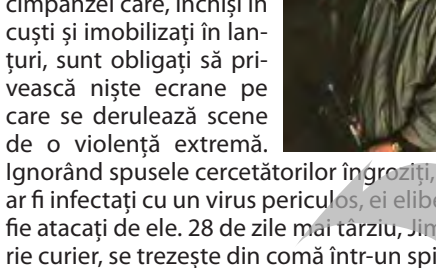 cimpanzei care, închiși în
cuști și imobilizați în lan-
țuri, sunt obligați să pri-
vească niște ecrane pe
care se derulează scene
de o violență extremă.
Ignorând spusele cercetătorilor îngroziți,
ar fi infectați cu un virus periculos, ei elibe
fie atacați de ele. 28 de zile mai târziu, Jim
rie curier, se trezește din comă într-un spi